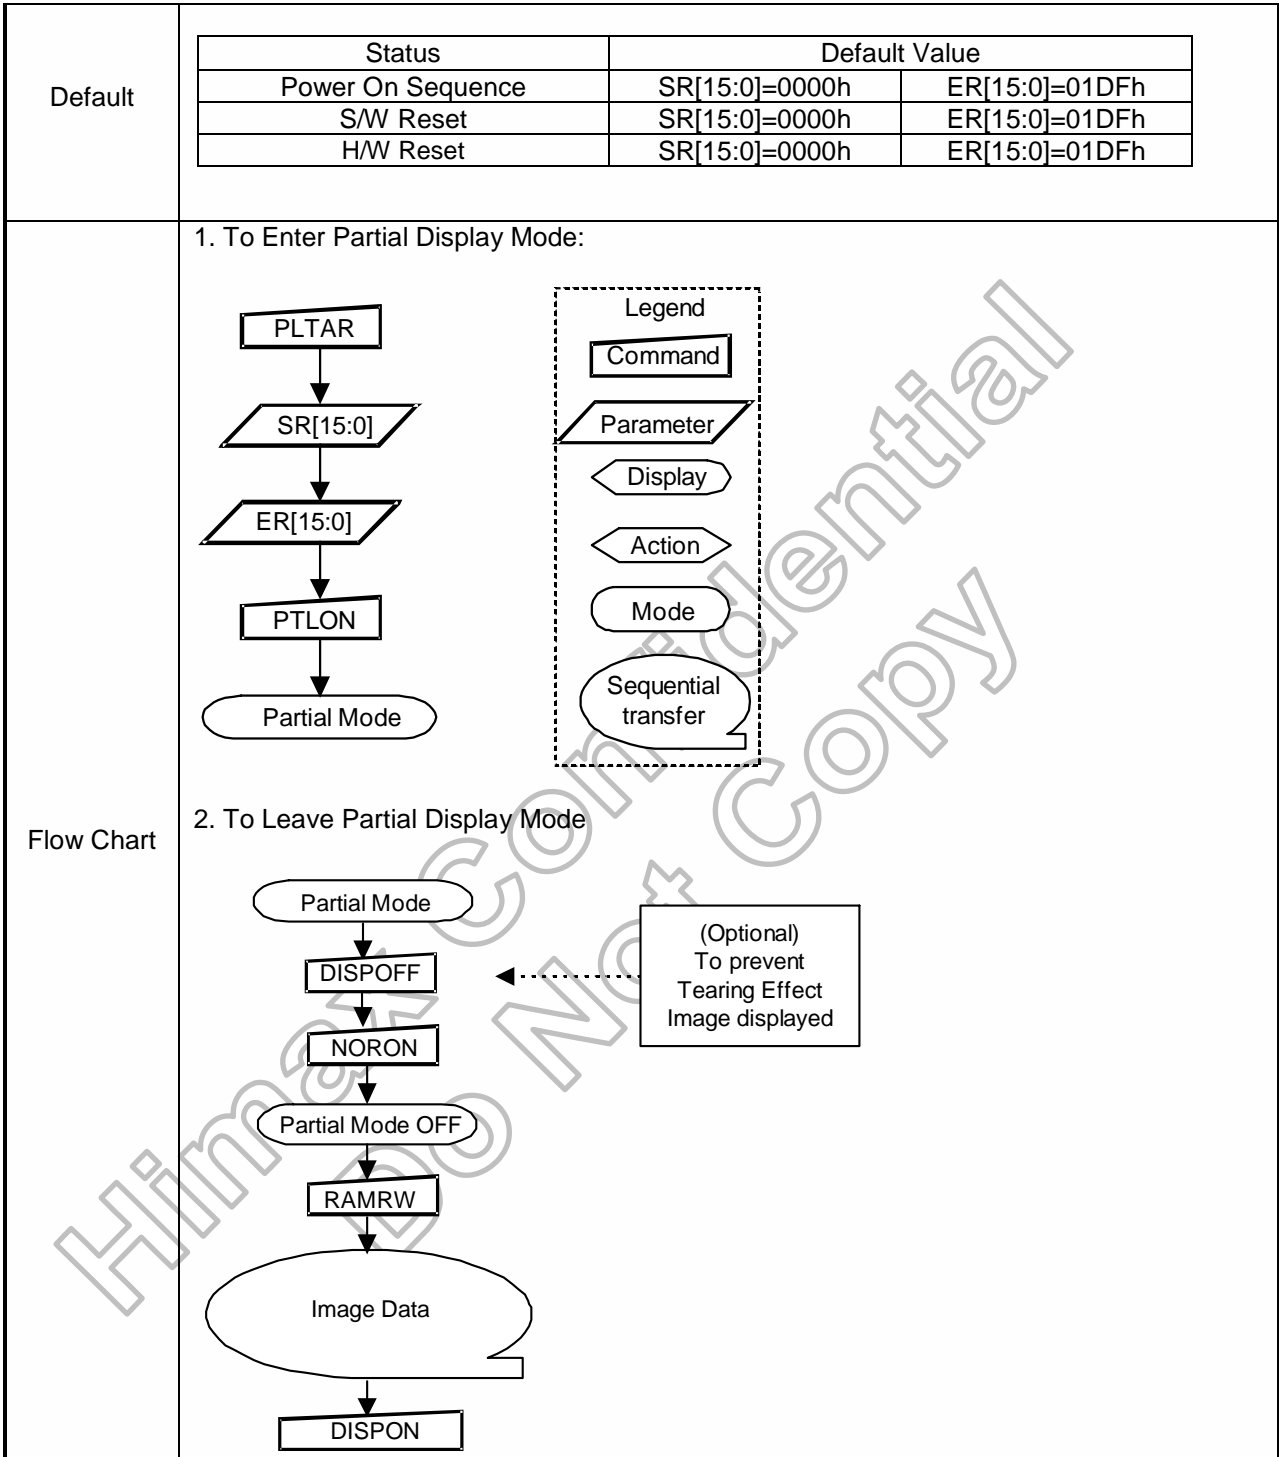 Default
Status Default Value
Power On Sequence SR[15:0]=0000h ER[15:0]=01DFh
S/W Reset SR[15:0]=0000h ER[15:0]=01DFh
H/W Reset SR[15:0]=0000h ER[15:0]=01DFh
Flow Chart
1. To Enter Partial Display Mode:
PLTAR
SR[15:0]
ER[15:0]
PTLON
Partial Mode
Legend
Command
Parameter
Display
Action
Mode
Sequential
transfer
2. To Leave Partial Display Mode
Partial Mode
DISPOFF
NORON
Partial Mode OFF
RAMRW
Image Data
DISPON
(Optional)
To prevent
Tearing Effect
Image displayed
Himax Confidential
Do Not Copy